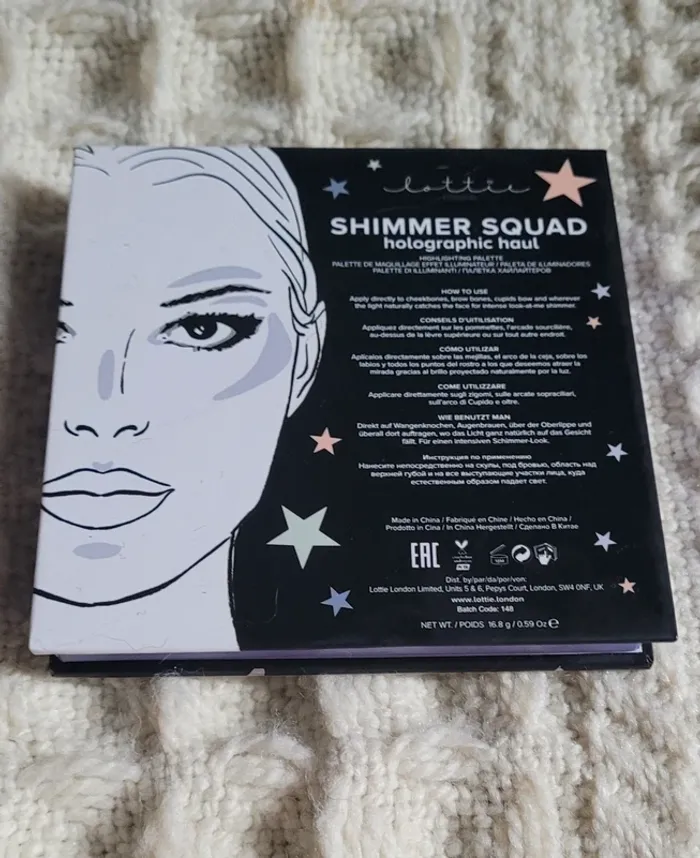 lottie
SHIMMER SQUAD
holographic haul
HIGHLIGHTING PALETTE
PALETTE DE MAQUILLAGE EFFET ILLUMINATEUR / PALETA DE ILUMINADORES
PALETTE DI ILLUMINANTI / ПАЛЕТКА ХАЙЛАЙТЕРОВ
HOW TO USE
Apply directly to cheekbones, brow bones, cupids bow and wherever
the light naturally catches the face for intense look-at-me shimmer.
CONSEILS D'UITILISATION
Appliquez directement sur les pommettes, l'arcade sourcilière,
au-dessus de la lèvre supérieure ou sur tout autre endroit.
CÓMO UTILIZAR
Aplícalos directamente sobre las mejillas, el arco de la ceja, sobre los
labios y todos los puntos del rostro a los que deseemos atraer la
mirada gracias al brillo proyectado naturalmente por la luz.
COME UTILIZZARE
Applicare direttamente sugli zigomi, sulle arcate sopraciliari,
sull'arco di Cupido e oltre.
WIE BENUTZT MAN
Direkt auf Wangenknochen, Augenbrauen, über der Oberlippe und
überall dort auftragen, wo das Licht ganz natürlich auf das Gesicht
fällt. Für einen intensiven Schimmer-Look.
Инструкция по применению
Нанесите непосредственно на скулы, под бровью, область над
верхней губой и на все выступающие участки лица, куда
естественным образом падает свет.
Made in China / Fabriqué en Chine / Hecho en China /
Prodotto in Cina / In China Hergestellt / Сделано В Китае
EAC
Dist. by/par/da/por/von:
Lottie London Limited, Units 5 & 6, Pepys Court, London, SW4 0NF, UK
www.lottie.london
Batch Code: 148
NET WT. / POIDS: 16.8 g / 0.59 Oz ℮